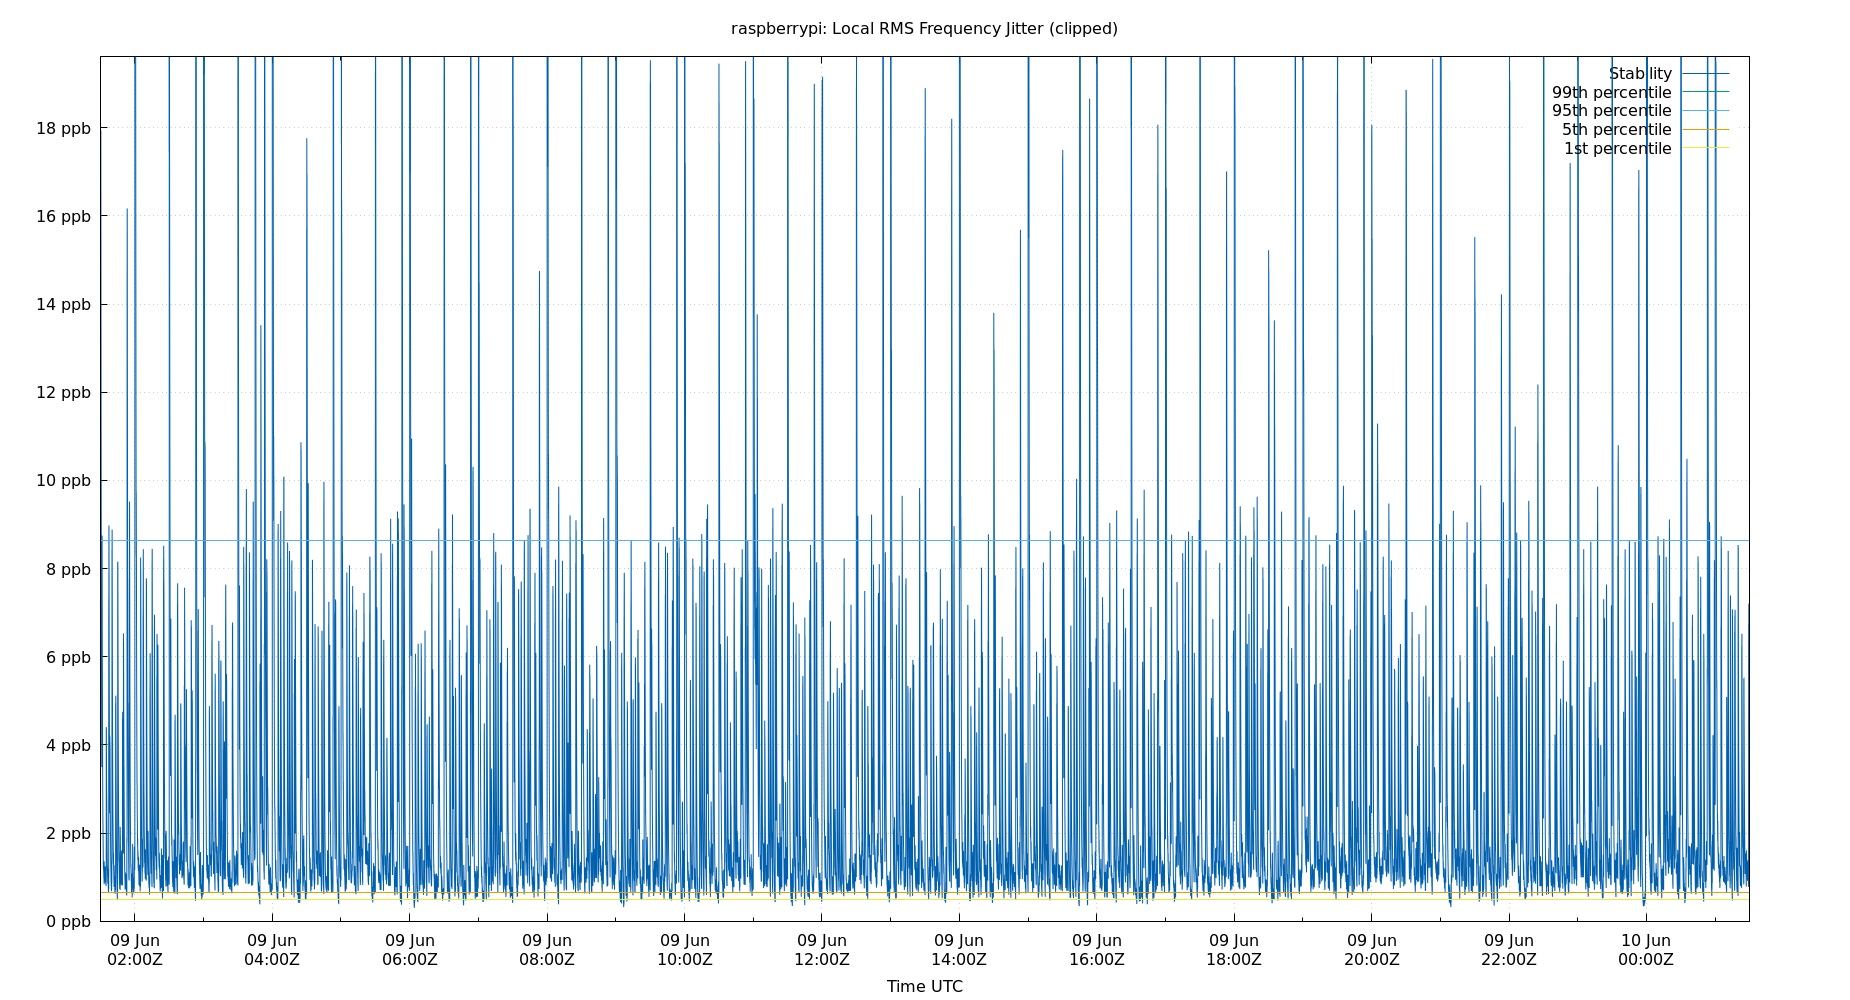 raspberrypi: Local RMS Frequency Jitter (clipped)
Stability
99th percentile
95th percentile
5th percentile
1st percentile
18 ppb
16 ppb
14 ppb
12 ppb
10 ppb
8 ppb
6 ppb
4 ppb
2 ppb
0 ppb
09 Jun 09 Jun 09 Jun 09 Jun 09 Jun 09 Jun 09 Jun 09 Jun 09 Jun 09 Jun 09 Jun 10 Jun
02:00Z 04:00Z 06:00Z 08:00Z 10:00Z 12:00Z 14:00Z 16:00Z 18:00Z 20:00Z 22:00Z 00:00Z
Time UTC